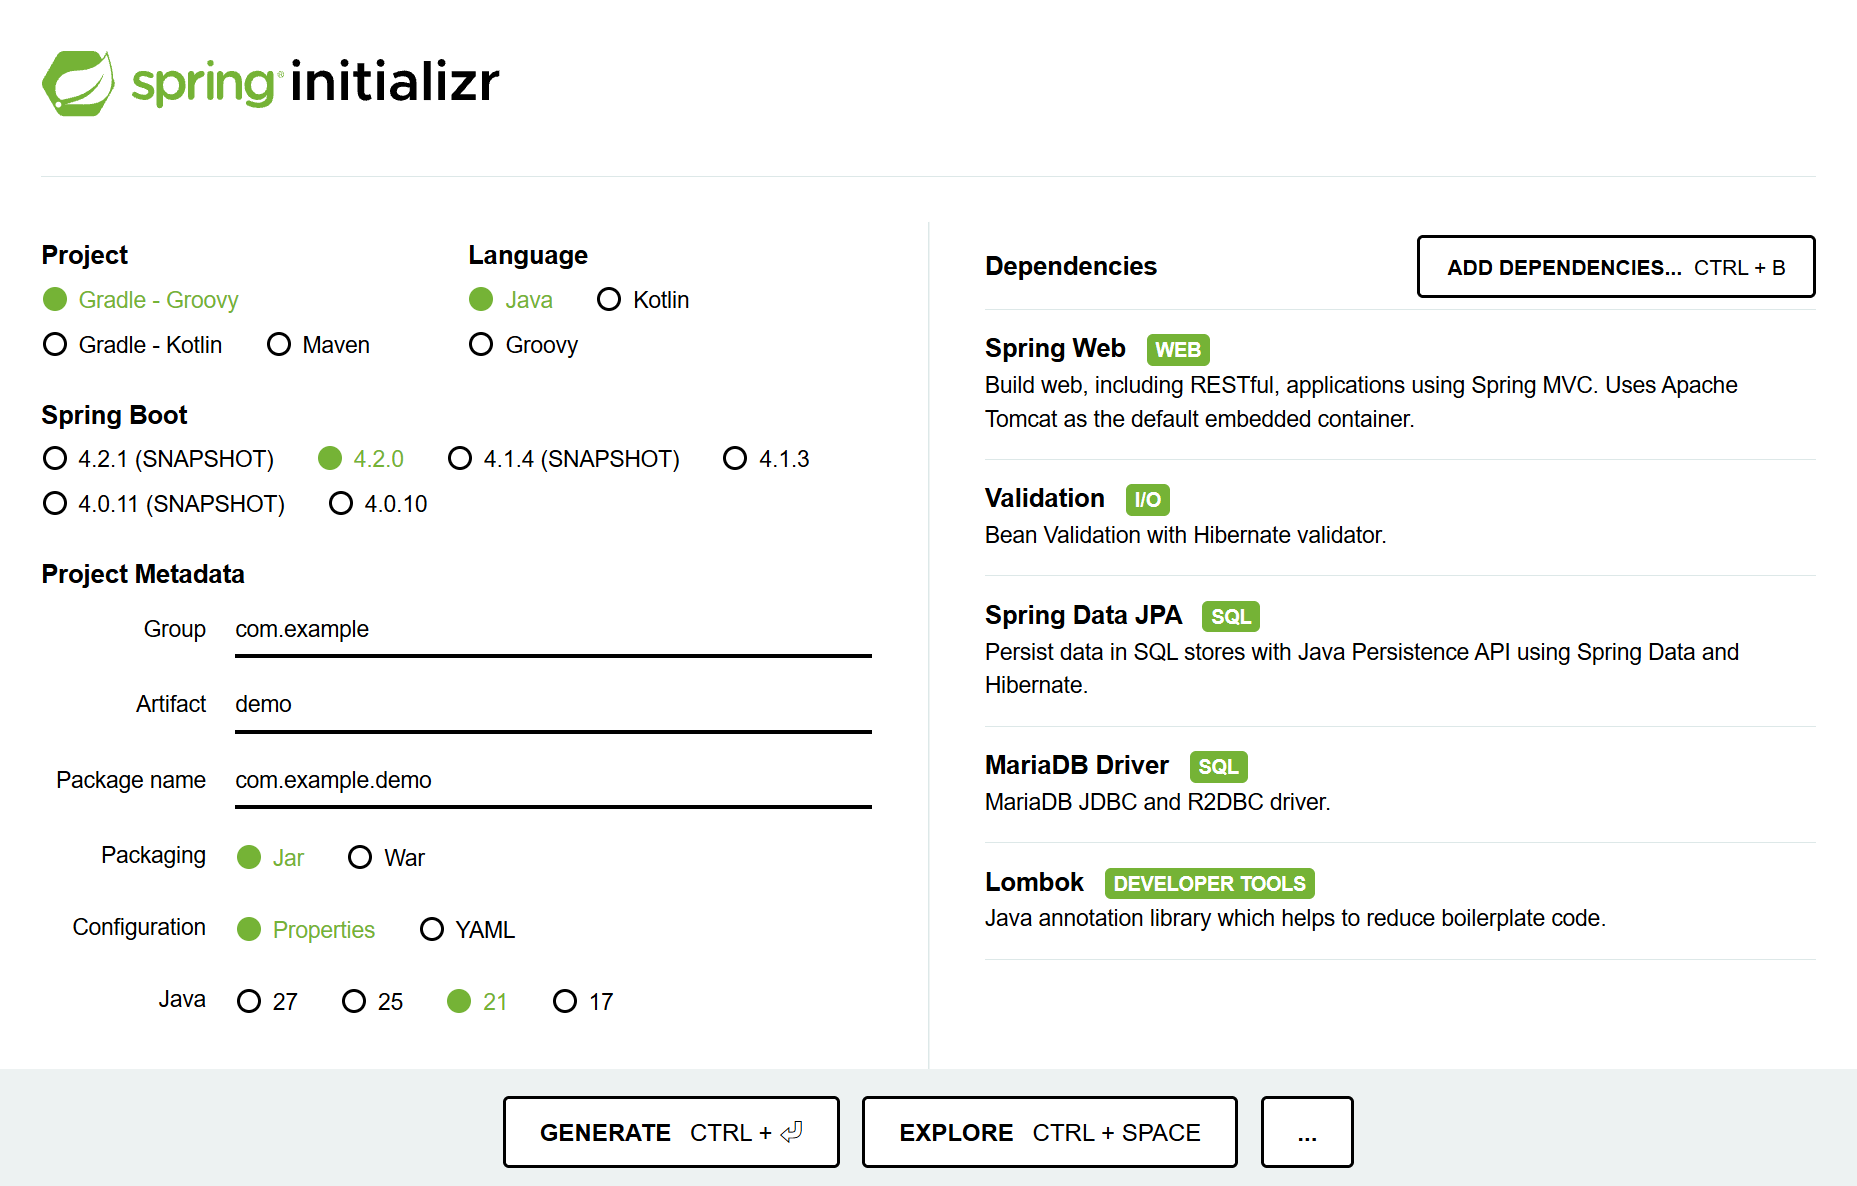 spring initializr
Project
Gradle - Groovy
Gradle - Kotlin Maven
Language
Java Kotlin
Groovy
Spring Boot
4.2.1 (SNAPSHOT) 4.2.0 4.1.4 (SNAPSHOT) 4.1.3
4.0.11 (SNAPSHOT) 4.0.10
Project Metadata
Group com.example
Artifact demo
Package name com.example.demo
Packaging Jar War
Configuration Properties YAML
Java 27 25 21 17
Dependencies ADD DEPENDENCIES... CTRL + B
Spring Web WEB
Build web, including RESTful, applications using Spring MVC. Uses Apache
Tomcat as the default embedded container.
Validation I/O
Bean Validation with Hibernate validator.
Spring Data JPA SQL
Persist data in SQL stores with Java Persistence API using Spring Data and
Hibernate.
MariaDB Driver SQL
MariaDB JDBC and R2DBC driver.
Lombok DEVELOPER TOOLS
Java annotation library which helps to reduce boilerplate code.
GENERATE CTRL + ⏎ EXPLORE CTRL + SPACE ...